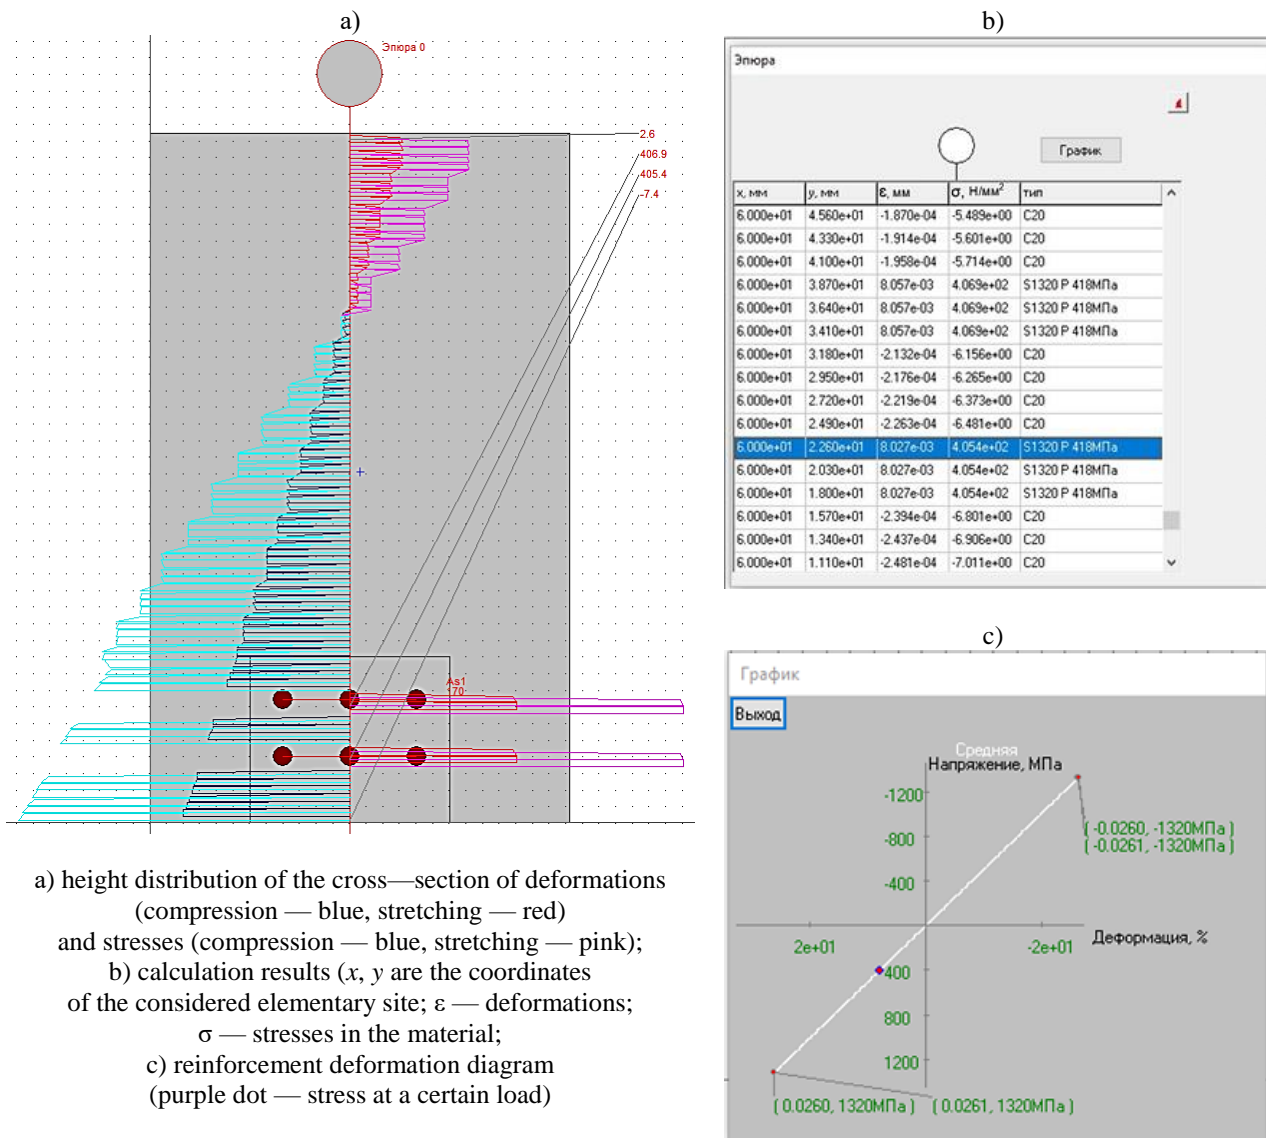 a)
Эпюра 0
2.6
406.9
405.4
-7.4
As1
70
a) height distribution of the cross—section of deformations
(compression — blue, stretching — red)
and stresses (compression — blue, stretching — pink);
b) calculation results (x, y are the coordinates
of the considered elementary site; ε — deformations;
σ — stresses in the material;
c) reinforcement deformation diagram
(purple dot — stress at a certain load)
b)
Эпюра
График
x, мм y, мм ε, мм σ, Н/мм² тип
6.000e+01 4.560e+01 -1.870e-04 -5.489e+00 C20
6.000e+01 4.330e+01 -1.914e-04 -5.601e+00 C20
6.000e+01 4.100e+01 -1.958e-04 -5.714e+00 C20
6.000e+01 3.870e+01 8.057e-03 4.069e+02 S1320 P 418МПа
6.000e+01 3.640e+01 8.057e-03 4.069e+02 S1320 P 418МПа
6.000e+01 3.410e+01 8.057e-03 4.069e+02 S1320 P 418МПа
6.000e+01 3.180e+01 -2.132e-04 -6.156e+00 C20
6.000e+01 2.950e+01 -2.176e-04 -6.265e+00 C20
6.000e+01 2.720e+01 -2.219e-04 -6.373e+00 C20
6.000e+01 2.490e+01 -2.263e-04 -6.481e+00 C20
6.000e+01 2.260e+01 8.027e-03 4.054e+02 S1320 P 418МПа
6.000e+01 2.030e+01 8.027e-03 4.054e+02 S1320 P 418МПа
6.000e+01 1.800e+01 8.027e-03 4.054e+02 S1320 P 418МПа
6.000e+01 1.570e+01 -2.394e-04 -6.801e+00 C20
6.000e+01 1.340e+01 -2.437e-04 -6.906e+00 C20
6.000e+01 1.110e+01 -2.481e-04 -7.011e+00 C20
c)
График
Выход
Средняя
Напряжение, МПа
-1200
-800
-400
( -0.0260, -1320МПа )
( -0.0261, -1320МПа )
2e+01 -2e+01 Деформация, %
400
800
1200
( 0.0260, 1320МПа ) ( 0.0261, 1320МПа )